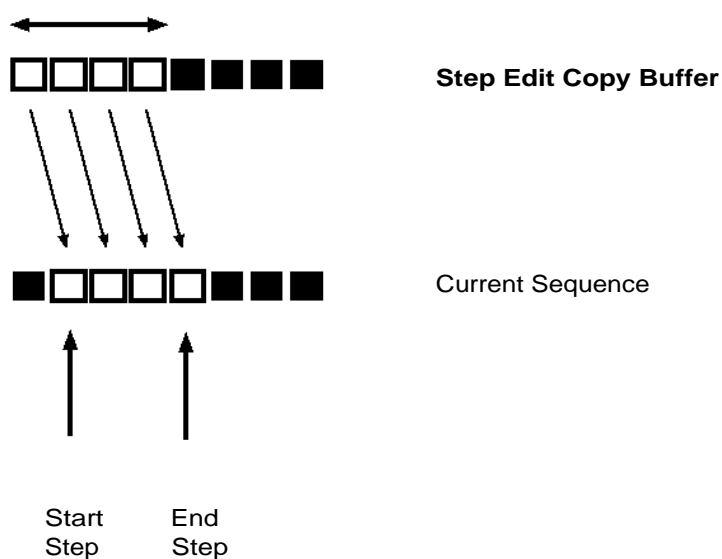 Step Edit Copy Buffer
Current Sequence
Start
Step
End
Step